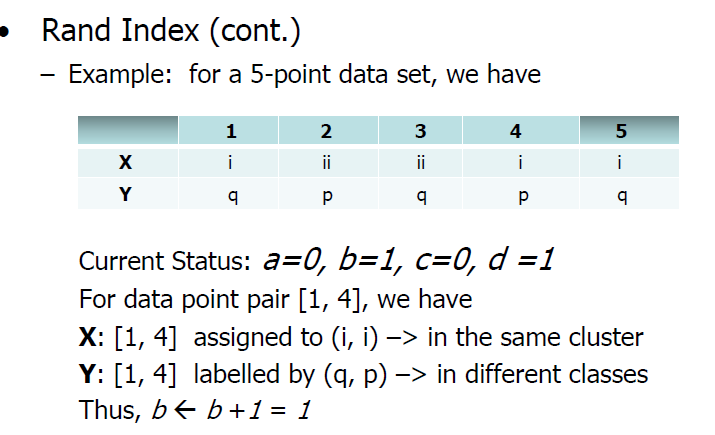 • Rand Index (cont.)
– Example: for a 5-point data set, we have
1 2 3 4 5
X i ii ii i i
Y q p q p q
Current Status: a=0, b=1, c=0, d =1
For data point pair [1, 4], we have
X: [1, 4] assigned to (i, i) –> in the same cluster
Y: [1, 4] labelled by (q, p) –> in different classes
Thus, b ← b +1 = 1